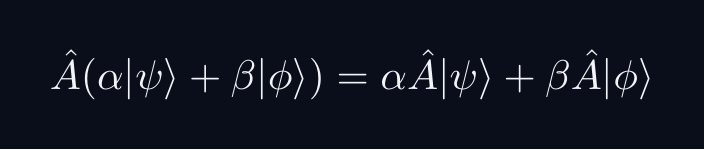 Â(α|ψ⟩ + β|ϕ⟩) = αÂ|ψ⟩ + βÂ|ϕ⟩